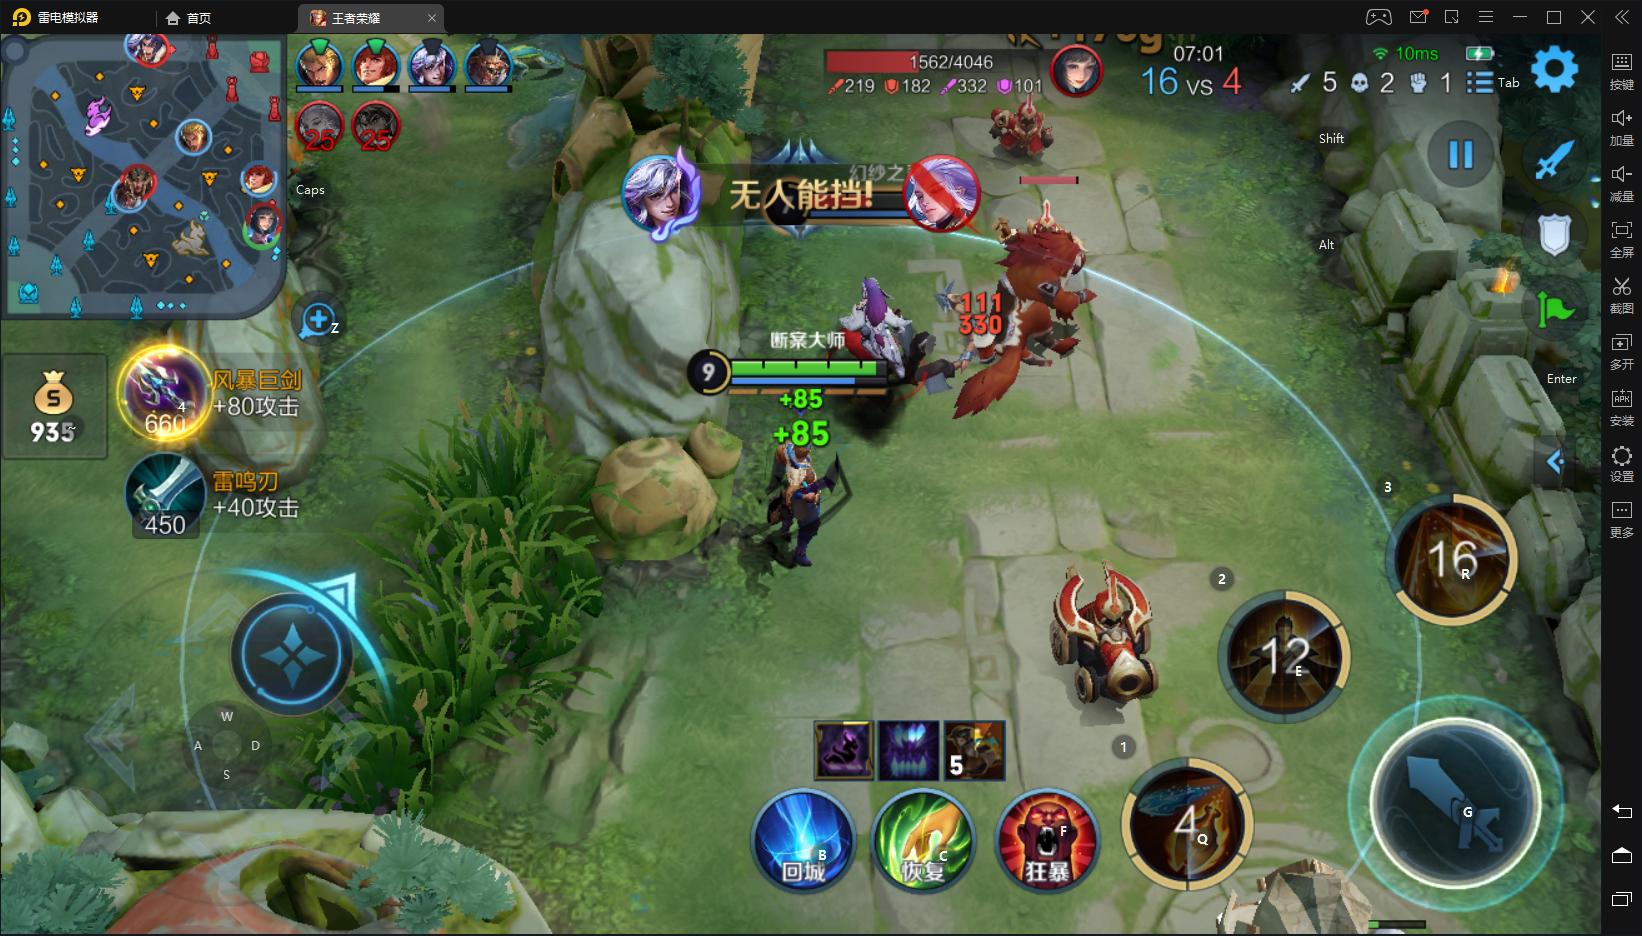 雷电模拟器
首页
王者荣耀
25
25
Caps
Z
1562/4046
219 182 332 101
07:01
16 vs 4
10ms
5 2 1
Tab
Shift
Alt
Enter
按键
加量
减量
全屏
截图
多开
安装
APK
设置
更多
幻纱之
无人能挡!
111
330
断案大师
9
+85
+85
935
风暴巨剑
+80攻击
660
4
雷鸣刃
+40攻击
450
W
A D
S
5
回城 B
恢复 C
狂暴 F
1
4 Q
2
12 E
3
16 R
G